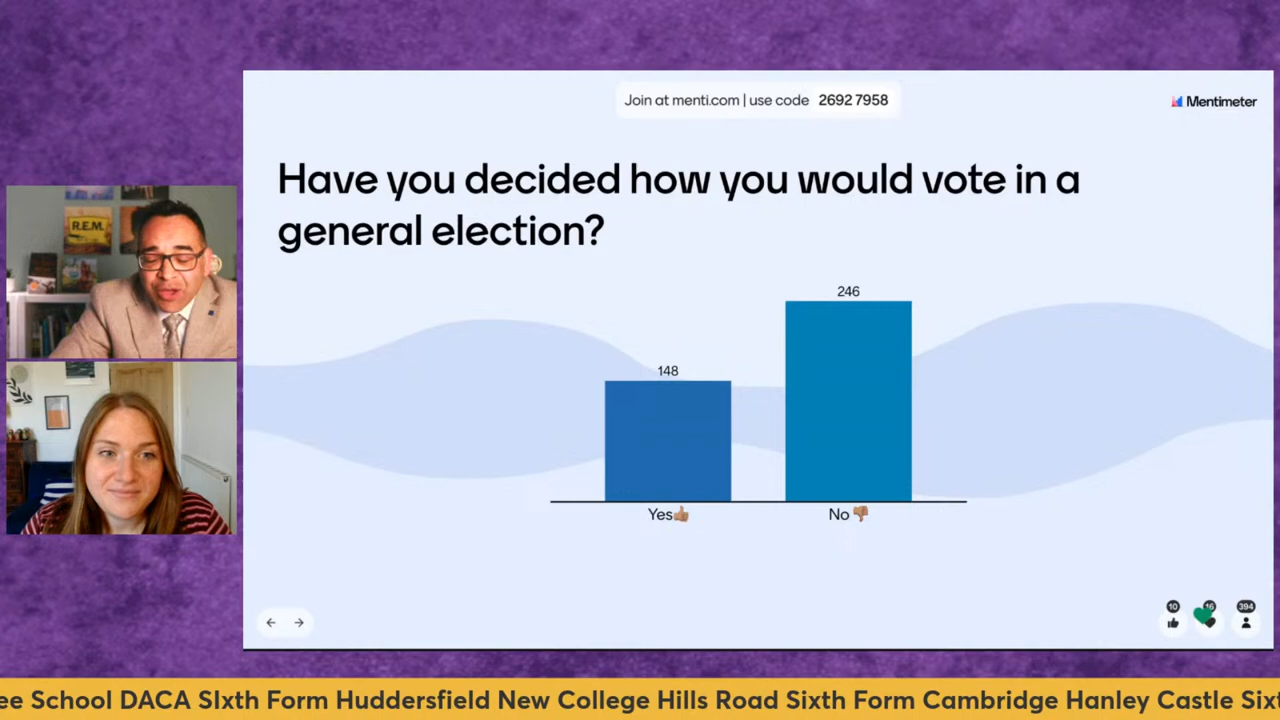 Join at menti.com | use code 2692 7958
Mentimeter
Have you decided how you would vote in a
general election?
R.E.M.
246
148
Yes👍🏽
No 👎🏽
10
16
394
ee School DACA SIxth Form Huddersfield New College Hills Road Sixth Form Cambridge Hanley Castle Sixt